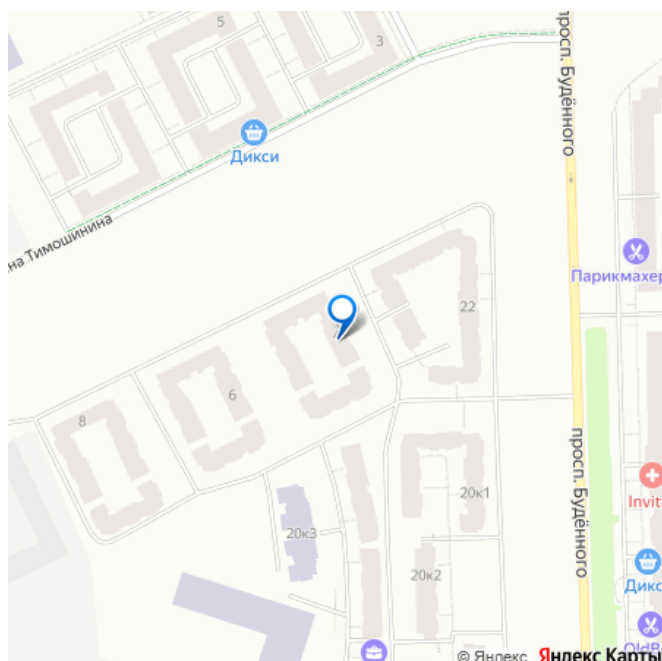 5
3
просп. Будённого
Дикси
на Тимошинина
Парикмахер
22
6
8
просп. Будённого
20к1
Invit
20к3
20к2
Дикс
OldB
© Яндекс Яндекс Карты